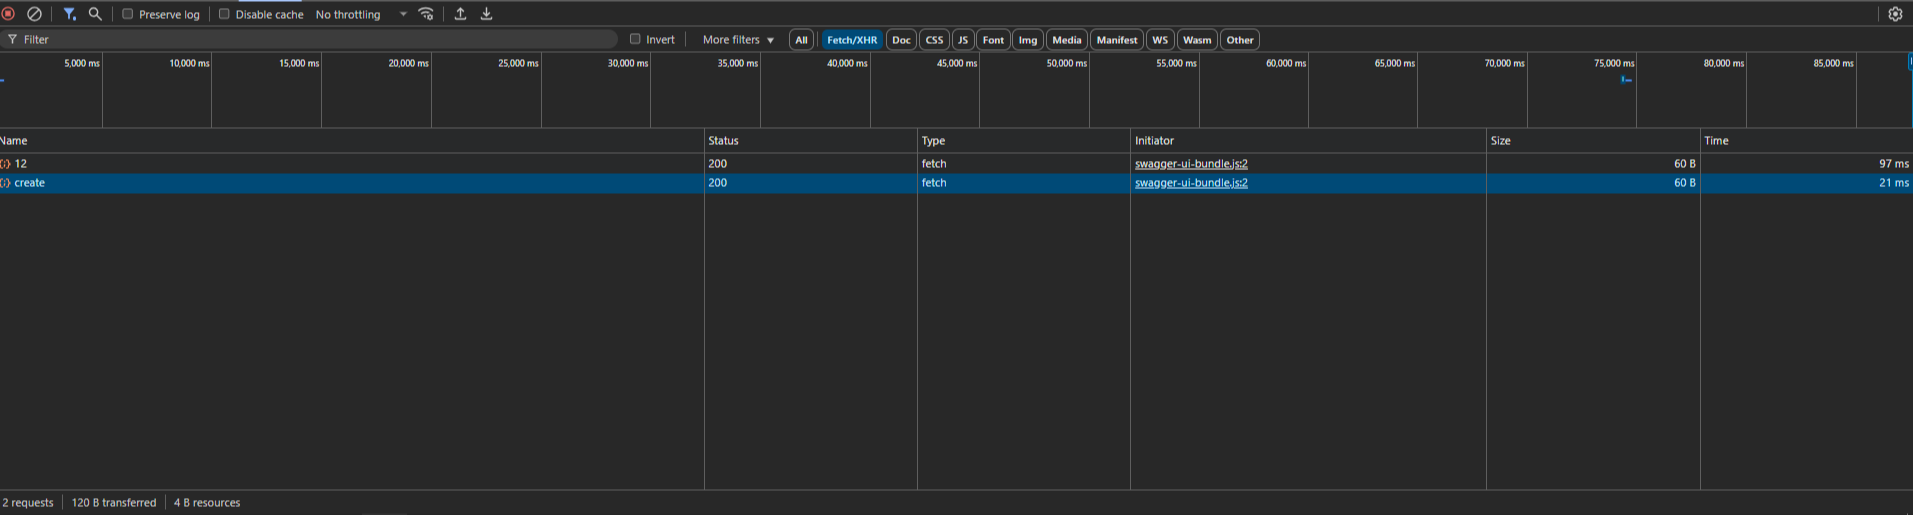 Preserve log Disable cache No throttling
Filter Invert More filters All Fetch/XHR Doc CSS JS Font Img Media Manifest WS Wasm Other
5,000 ms 10,000 ms 15,000 ms 20,000 ms 25,000 ms 30,000 ms 35,000 ms 40,000 ms 45,000 ms 50,000 ms 55,000 ms 60,000 ms 65,000 ms 70,000 ms 75,000 ms 80,000 ms 85,000 ms
Name Status Type Initiator Size Time
12 200 fetch swagger-ui-bundle.js:2 60 B 97 ms
create 200 fetch swagger-ui-bundle.js:2 60 B 21 ms
2 requests 120 B transferred 4 B resources